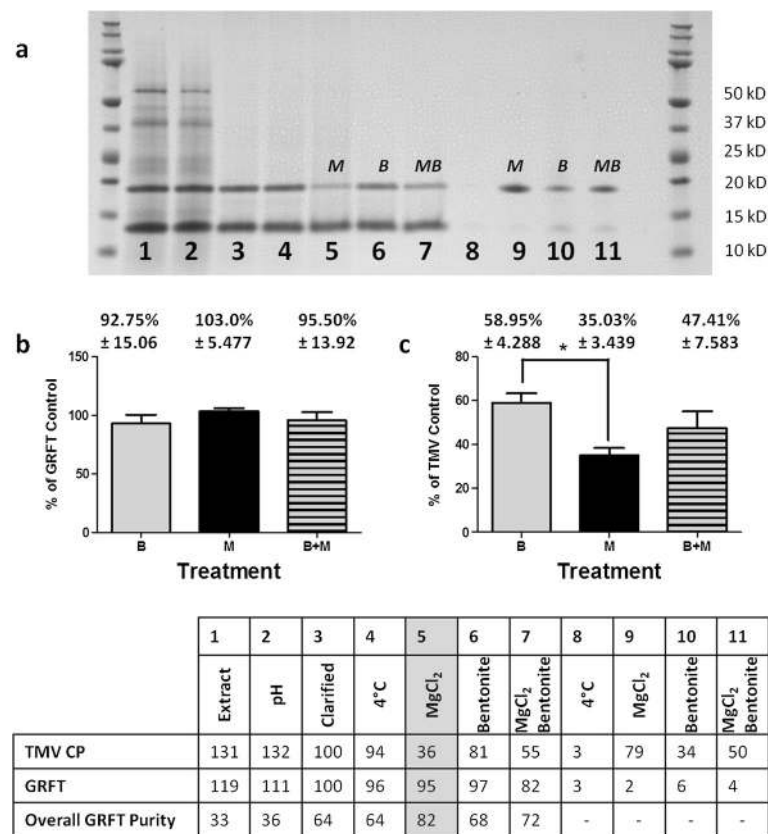 a
50 kD
37 kD
25 kD
20 kD
15 kD
10 kD
M B MB M B MB
1 2 3 4 5 6 7 8 9 10 11
b
92.75% 103.0% 95.50%
± 15.06 ± 5.477 ± 13.92
% of GRFT Control
150
100
50
0
B M B+M
Treatment
c
58.95% 35.03% 47.41%
± 4.288 ± 3.439 ± 7.583
*
% of TMV Control
80
60
40
20
0
B M B+M
Treatment
1 2 3 4 5 6 7 8 9 10 11
Extract pH Clarified 4°C MgCl2 Bentonite MgCl2 Bentonite 4°C MgCl2 Bentonite MgCl2 Bentonite
TMV CP 131 132 100 94 36 81 55 3 79 34 50
GRFT 119 111 100 96 95 97 82 3 2 6 4
Overall GRFT Purity 33 36 64 64 82 68 72 - - - -